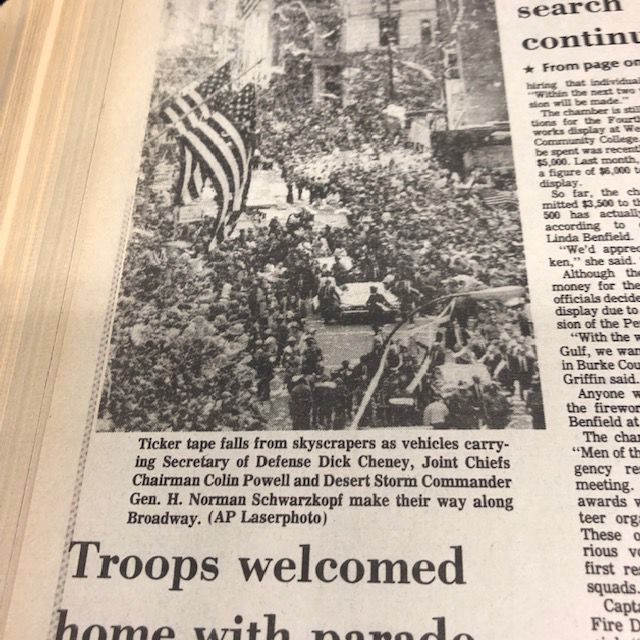 Ticker tape falls from skyscrapers as vehicles carry-
ing Secretary of Defense Dick Cheney, Joint Chiefs
Chairman Colin Powell and Desert Storm Commander
Gen. H. Norman Schwarzkopf make their way along
Broadway. (AP Laserphoto)
Troops welcomed
home with parade
search
continu
★ From page on
hiring that individual
"Within the next two
sion will be made."
The chamber is still
tions for the Fourth
works display at We
Community College.
be spent was recent
$5,000. Last month,
a figure of $6,000 to
display.
So far, the ch
mitted $3,500 to th
500 has actuall
according to
Linda Benfield.
"We'd apprec
ken," she said.
Although the
money for the
officials decide
display due to
sion of the Pe
"With the w
Gulf, we wan
in Burke Cou
Griffin said.
Anyone w
the firewor
Benfield at
The char
"Men of th
gency re
meeting.
awards w
teer orga
These o
rious vo
first re
squads.
Capta
Fire D